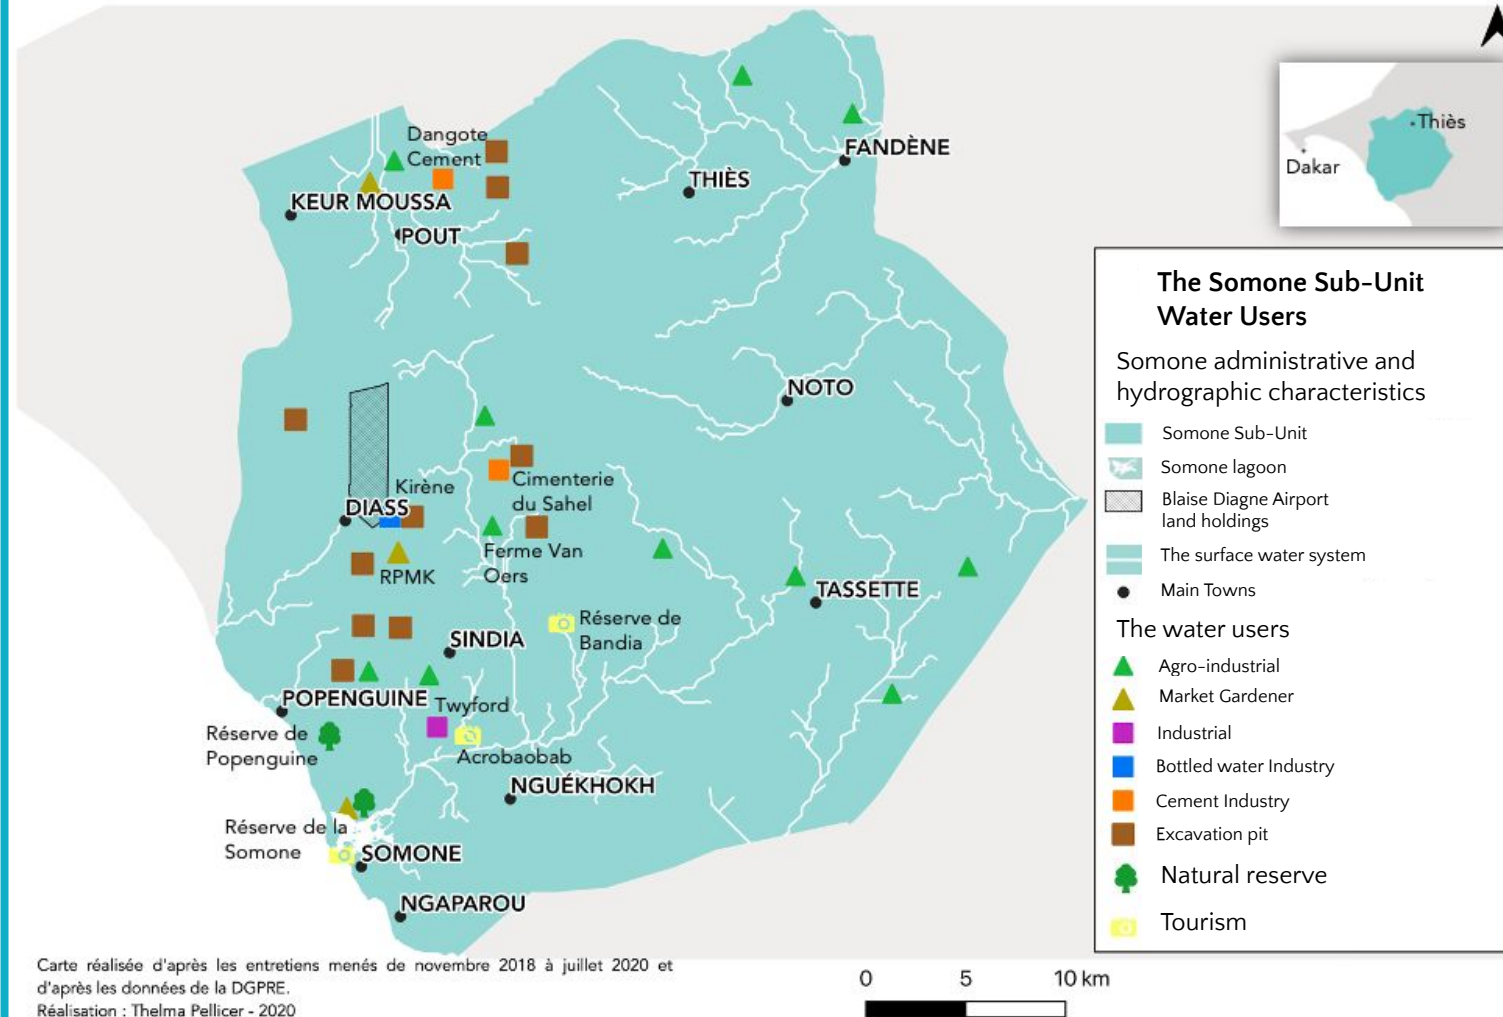 Dangote
Cement
KEUR MOUSSA
POUT
THIÈS
FANDÈNE
NOTO
Kirène
DIASS
Cimenterie
du Sahel
Ferme Van
Oers
RPMK
TASSETTE
Réserve de
Bandia
SINDIA
POPENGUINE
Twyford
Réserve de
Popenguine
Acrobaobab
NGUÉKHOKH
Réserve de la
Somone
SOMONE
NGAPAROU
Thiès
Dakar
The Somone Sub-Unit
Water Users
Somone administrative and
hydrographic characteristics
Somone Sub-Unit
Somone lagoon
Blaise Diagne Airport
land holdings
The surface water system
Main Towns
The water users
Agro-industrial
Market Gardener
Industrial
Bottled water Industry
Cement Industry
Excavation pit
Natural reserve
Tourism
Carte réalisée d'après les entretiens menés de novembre 2018 à juillet 2020 et
d'après les données de la DGPRE.
Réalisation : Thelma Pellicer - 2020
0 5 10 km